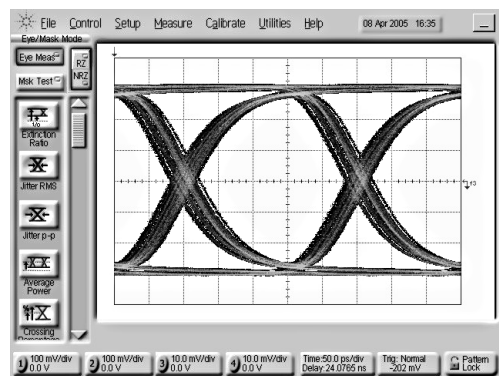 File Control Setup Measure Calibrate Utilities Help 08 Apr 2005 16:35
Eye/Mask Mode
Eye Meas
RZ
NRZ
Msk Test
Extinction
Ratio
Jitter RMS
Jitter p-p
Average
Power
Crossing
Percentage
1) 100 mV/div
0.0 V
2) 100 mV/div
0.0 V
3) 10.0 mV/div
0.0 V
4) 10.0 mV/div
0.0 V
Time:50.0 ps/div
Delay 24.0765 ns
Trig: Normal
-202 mV
Pattern
Lock